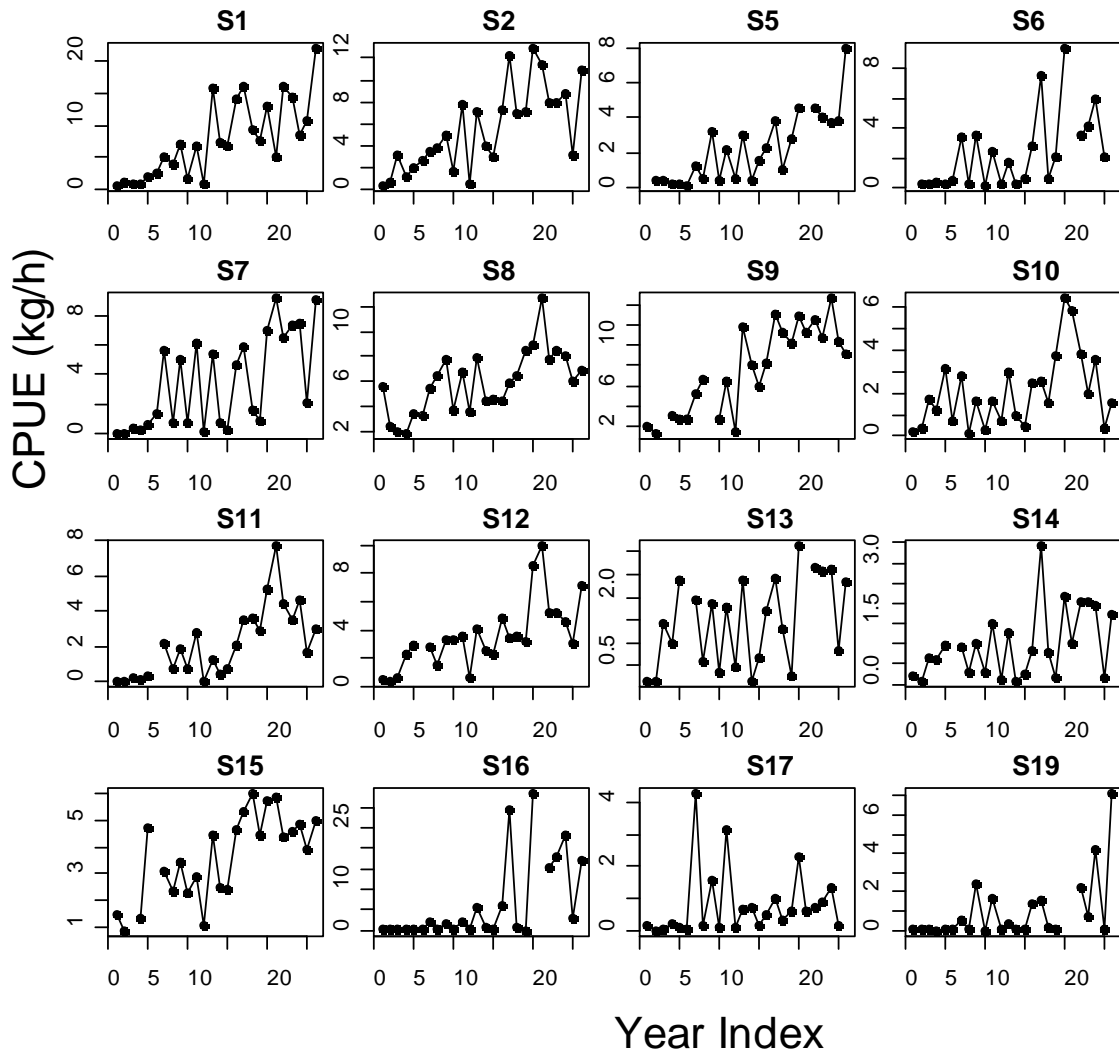 S1 S2 S5 S6
20 10 0 12 8 4 0 8 6 4 2 0 8 4 0
0 5 10 20 0 5 10 20 0 5 10 20 0 5 10 20
S7 S8 S9 S10
8 4 0 10 6 2 10 6 2 6 4 2 0
0 5 10 20 0 5 10 20 0 5 10 20 0 5 10 20
S11 S12 S13 S14
8 6 4 2 0 8 4 0 2.0 0.5 3.0 1.5 0.0
0 5 10 20 0 5 10 20 0 5 10 20 0 5 10 20
S15 S16 S17 S19
5 3 1 25 10 0 4 2 0 6 4 2 0
0 5 10 20 0 5 10 20 0 5 10 20 0 5 10 20
CPUE (kg/h)
Year Index